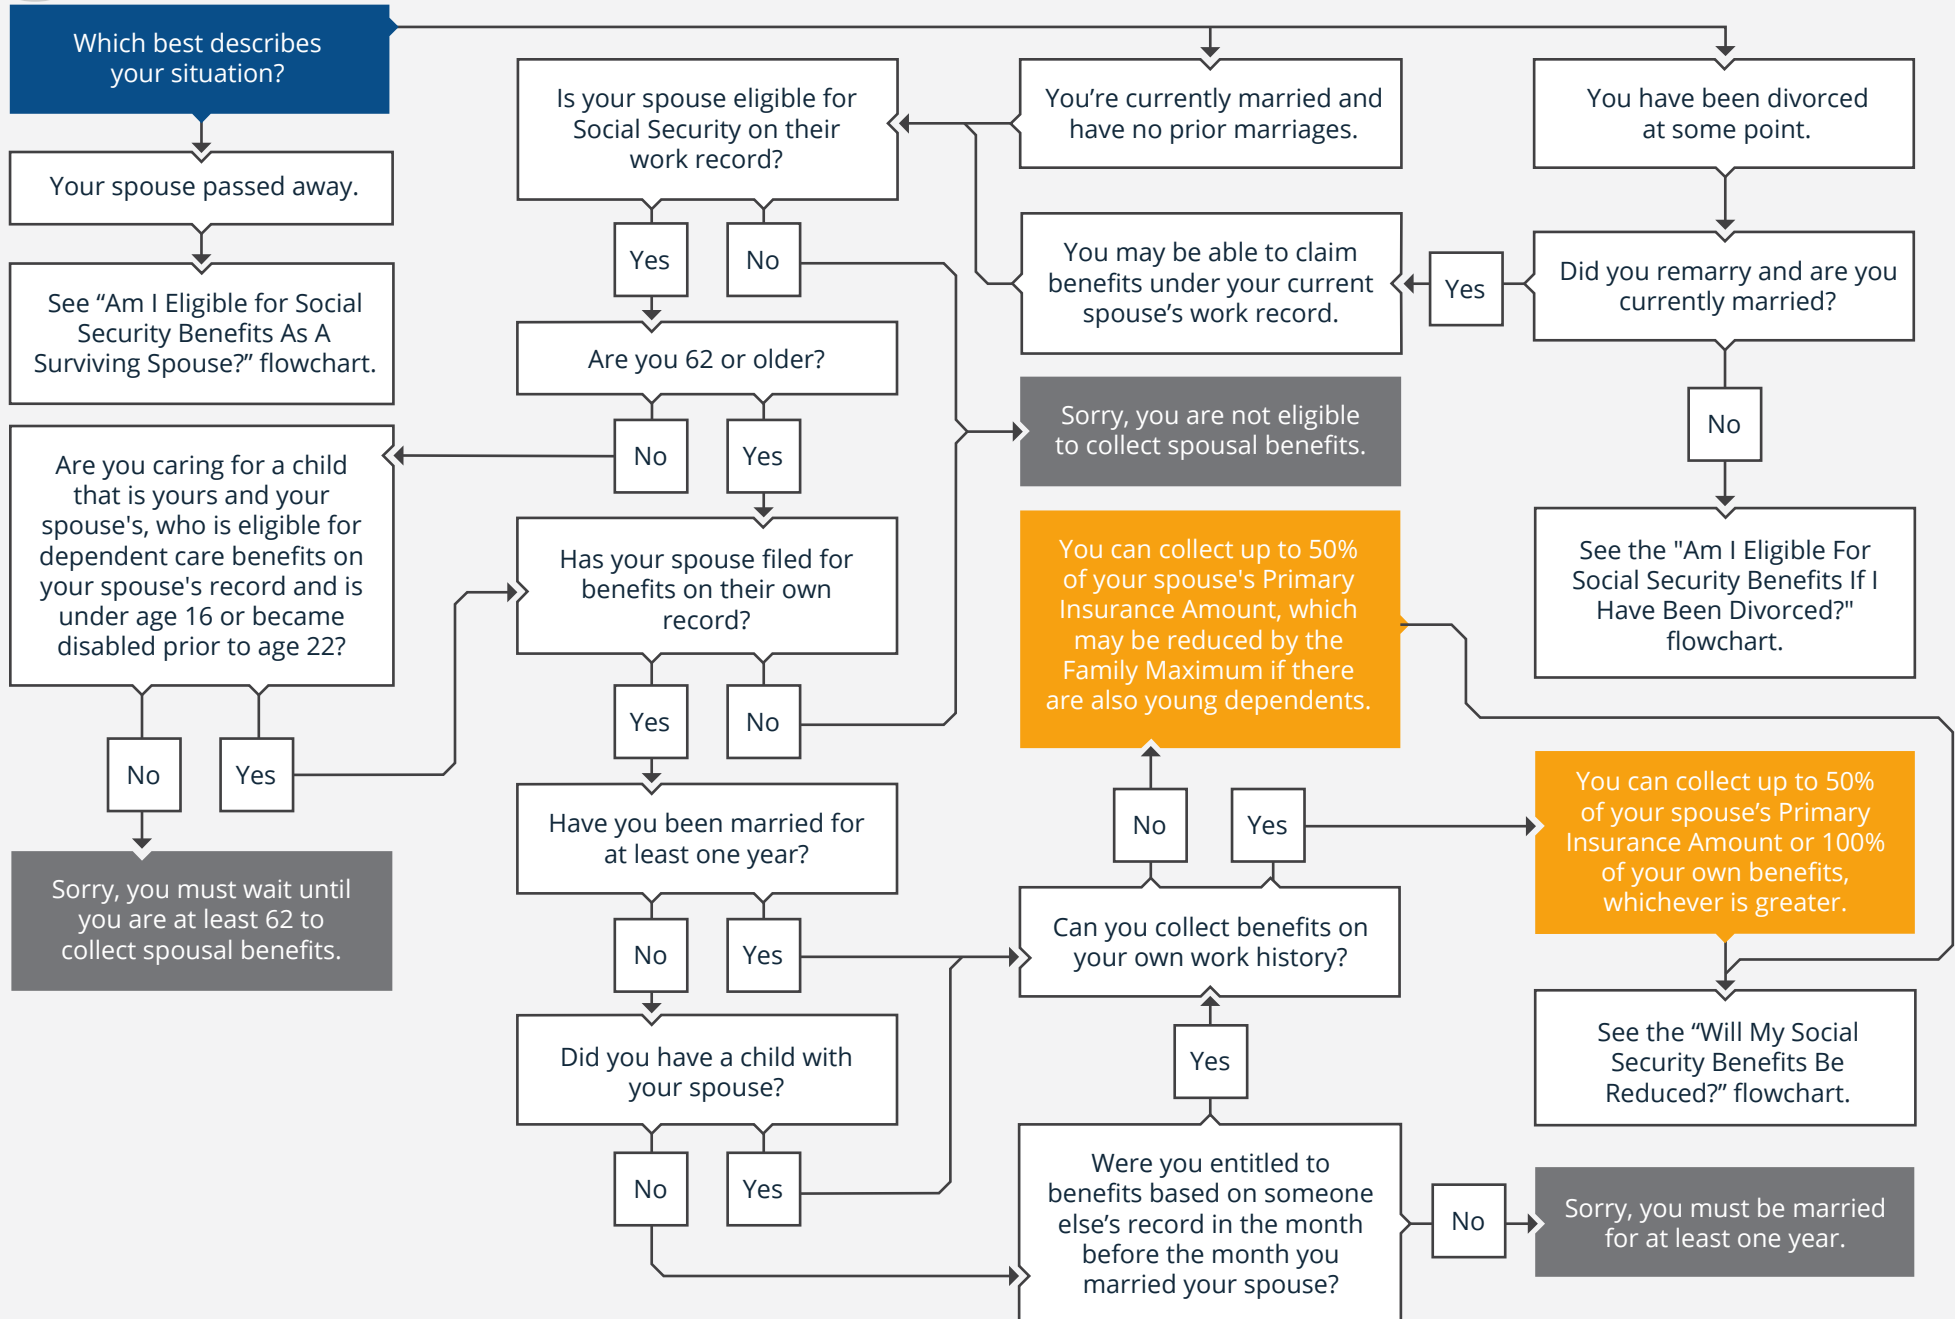 Which best describes
your situation?
Your spouse passed away.
See “Am I Eligible for Social
Security Benefits As A
Surviving Spouse?” flowchart.
Is your spouse eligible for
Social Security on their
work record?
Yes
No
You’re currently married and
have no prior marriages.
You have been divorced
at some point.
Did you remarry and are you
currently married?
Yes
You may be able to claim
benefits under your current
spouse’s work record.
No
See the "Am I Eligible For
Social Security Benefits If I
Have Been Divorced?"
flowchart.
Are you 62 or older?
No
Yes
Sorry, you are not eligible
to collect spousal benefits.
Are you caring for a child
that is yours and your
spouse's, who is eligible for
dependent care benefits on
your spouse's record and is
under age 16 or became
disabled prior to age 22?
No
Yes
Sorry, you must wait until
you are at least 62 to
collect spousal benefits.
Has your spouse filed for
benefits on their own
record?
Yes
No
Have you been married for
at least one year?
No
Yes
Did you have a child with
your spouse?
No
Yes
You can collect up to 50%
of your spouse's Primary
Insurance Amount, which
may be reduced by the
Family Maximum if there
are also young dependents.
No
Yes
Can you collect benefits on
your own work history?
Yes
Were you entitled to
benefits based on someone
else’s record in the month
before the month you
married your spouse?
No
Sorry, you must be married
for at least one year.
You can collect up to 50%
of your spouse’s Primary
Insurance Amount or 100%
of your own benefits,
whichever is greater.
See the “Will My Social
Security Benefits Be
Reduced?” flowchart.